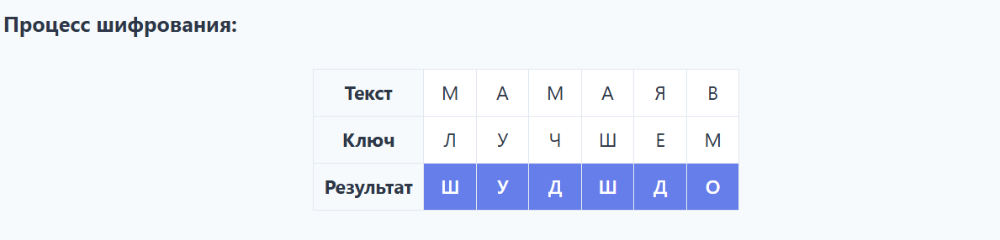 Процесс шифрования:
Текст М А М А Я В
Ключ Л У Ч Ш Е М
Результат Ш У Д Ш Д О